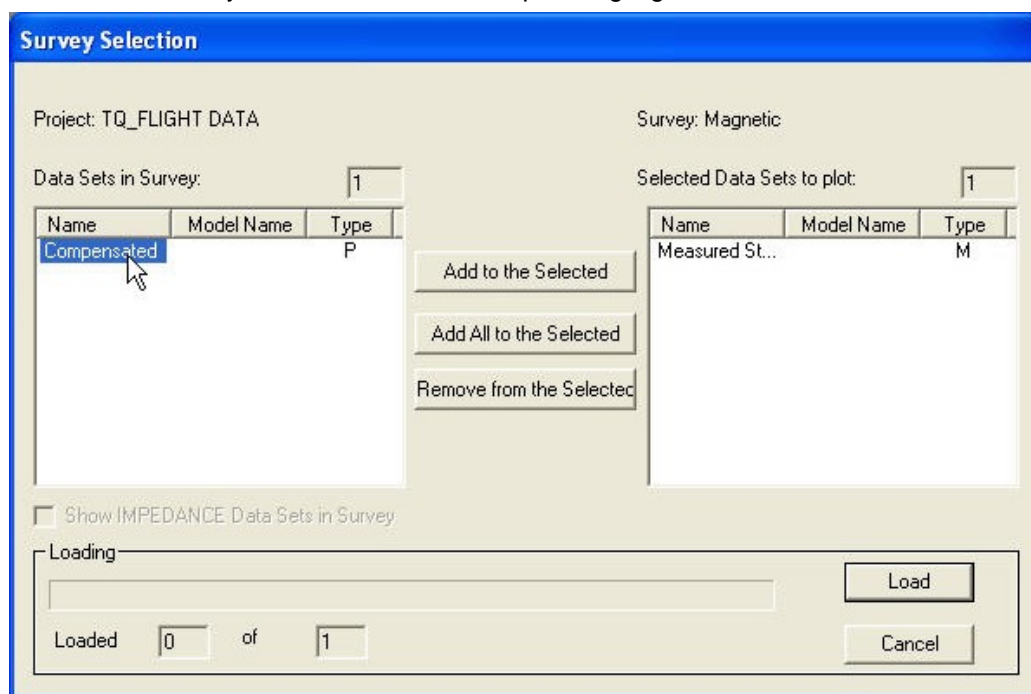 Survey Selection
Project: TQ_FLIGHT DATA
Survey: Magnetic
Data Sets in Survey:
1
Selected Data Sets to plot:
1
Name Model Name Type
Compensated P
Name Model Name Type
Measured St... M
Add to the Selected
Add All to the Selected
Remove from the Selected
Show IMPEDANCE Data Sets in Survey
Loading
Load
Loaded 0 of 1
Cancel